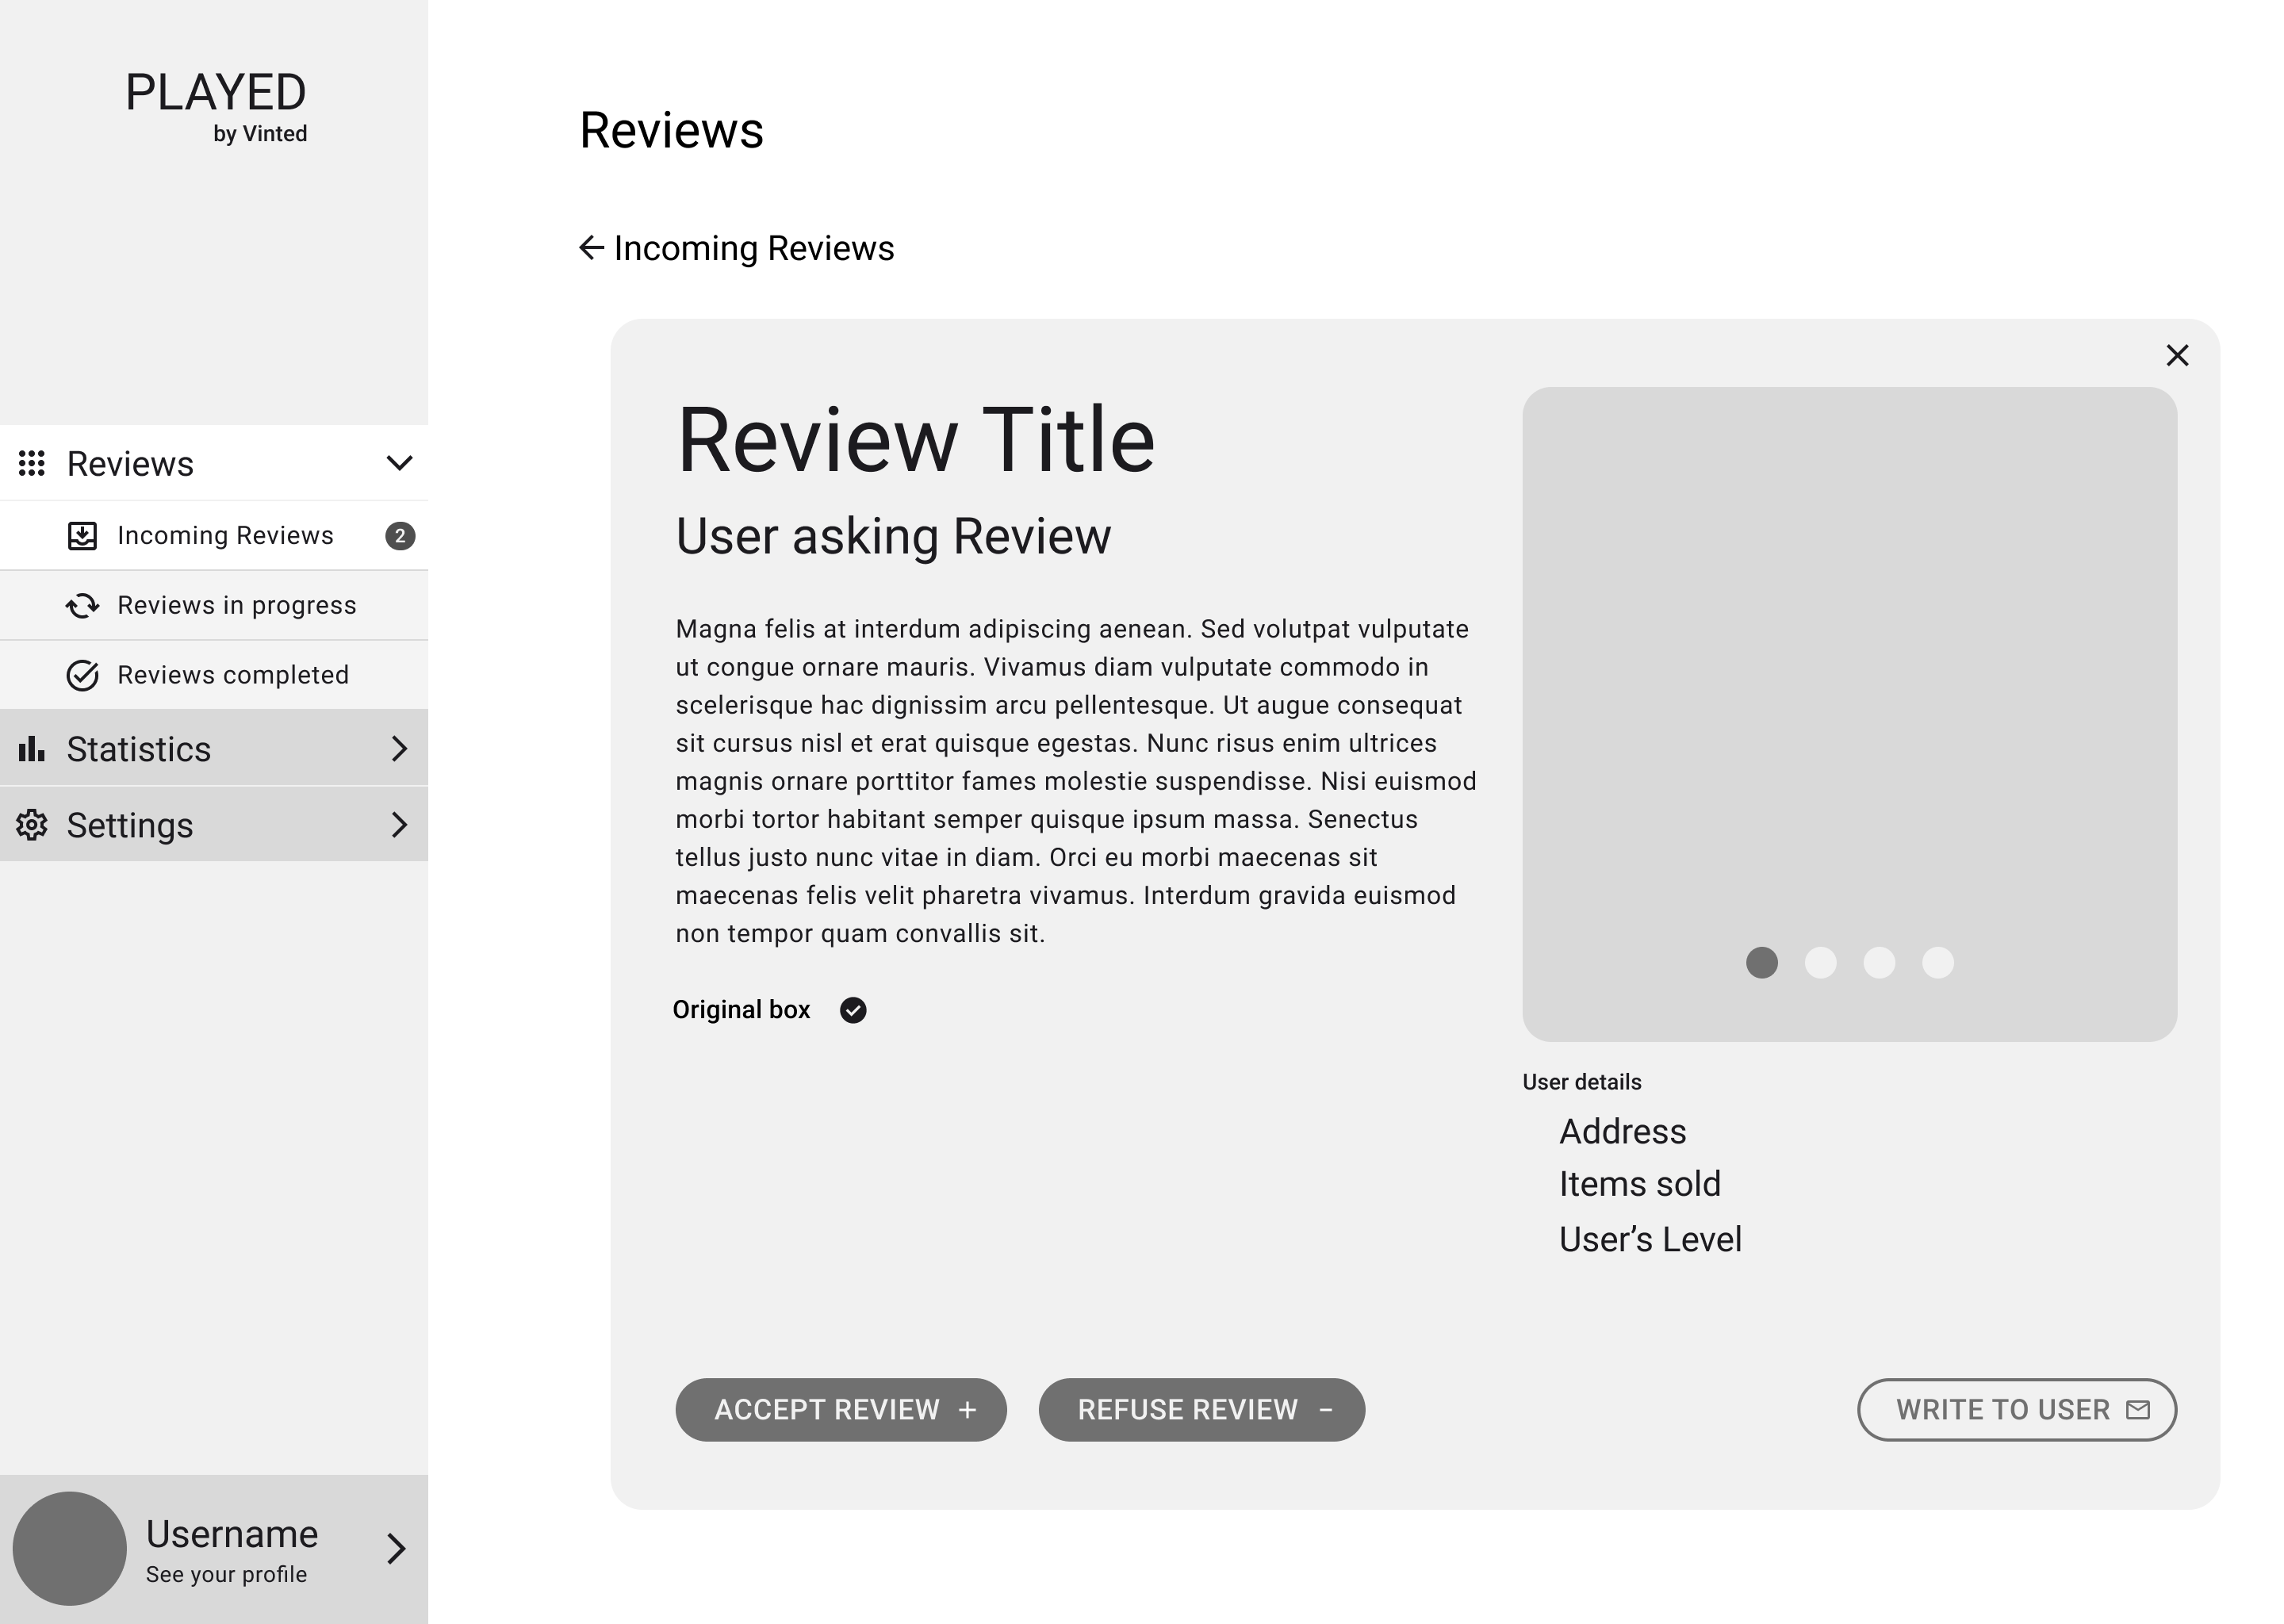 PLAYED
by Vinted
Reviews
Incoming Reviews 2
Reviews in progress
Reviews completed
Statistics
Settings
Username
See your profile
Reviews
Incoming Reviews
Review Title
User asking Review
Magna felis at interdum adipiscing aenean. Sed volutpat vulputate
ut congue ornare mauris. Vivamus diam vulputate commodo in
scelerisque hac dignissim arcu pellentesque. Ut augue consequat
sit cursus nisl et erat quisque egestas. Nunc risus enim ultrices
magnis ornare porttitor fames molestie suspendisse. Nisi euismod
morbi tortor habitant semper quisque ipsum massa. Senectus
tellus justo nunc vitae in diam. Orci eu morbi maecenas sit
maecenas felis velit pharetra vivamus. Interdum gravida euismod
non tempor quam convallis sit.
Original box
User details
Address
Items sold
User’s Level
ACCEPT REVIEW +
REFUSE REVIEW -
WRITE TO USER